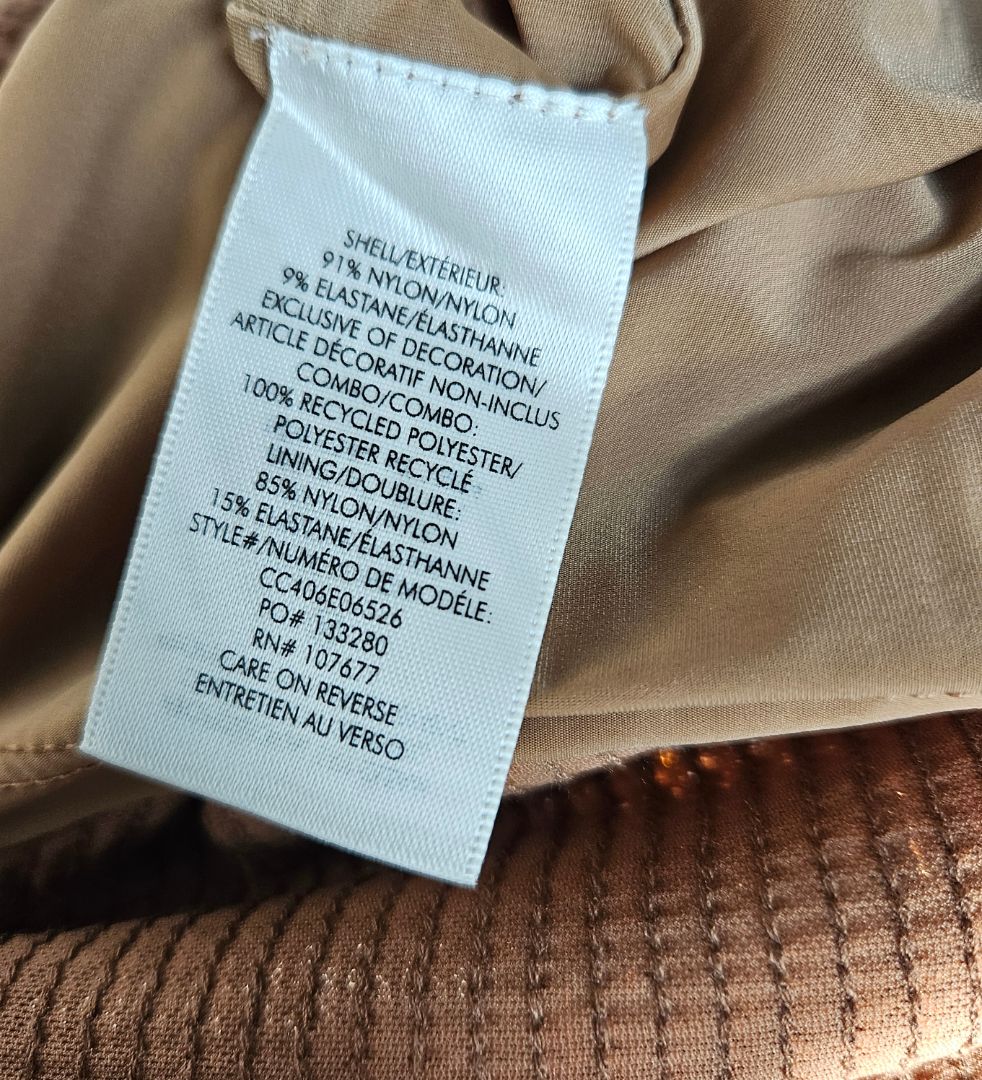 SHELL/EXTÉRIEUR:
91% NYLON/NYLON
9% ELASTANE/ÉLASTHANNE
EXCLUSIVE OF DECORATION/
ARTICLE DÉCORATIF NON-INCLUS
COMBO/COMBO:
100% RECYCLED POLYESTER/
POLYESTER RECYCLÉ
LINING/DOUBLURE:
85% NYLON/NYLON
15% ELASTANE/ÉLASTHANNE
STYLE#/NUMÉRO DE MODÉLE:
CC406E06526
PO# 133280
RN# 107677
CARE ON REVERSE
ENTRETIEN AU VERSO